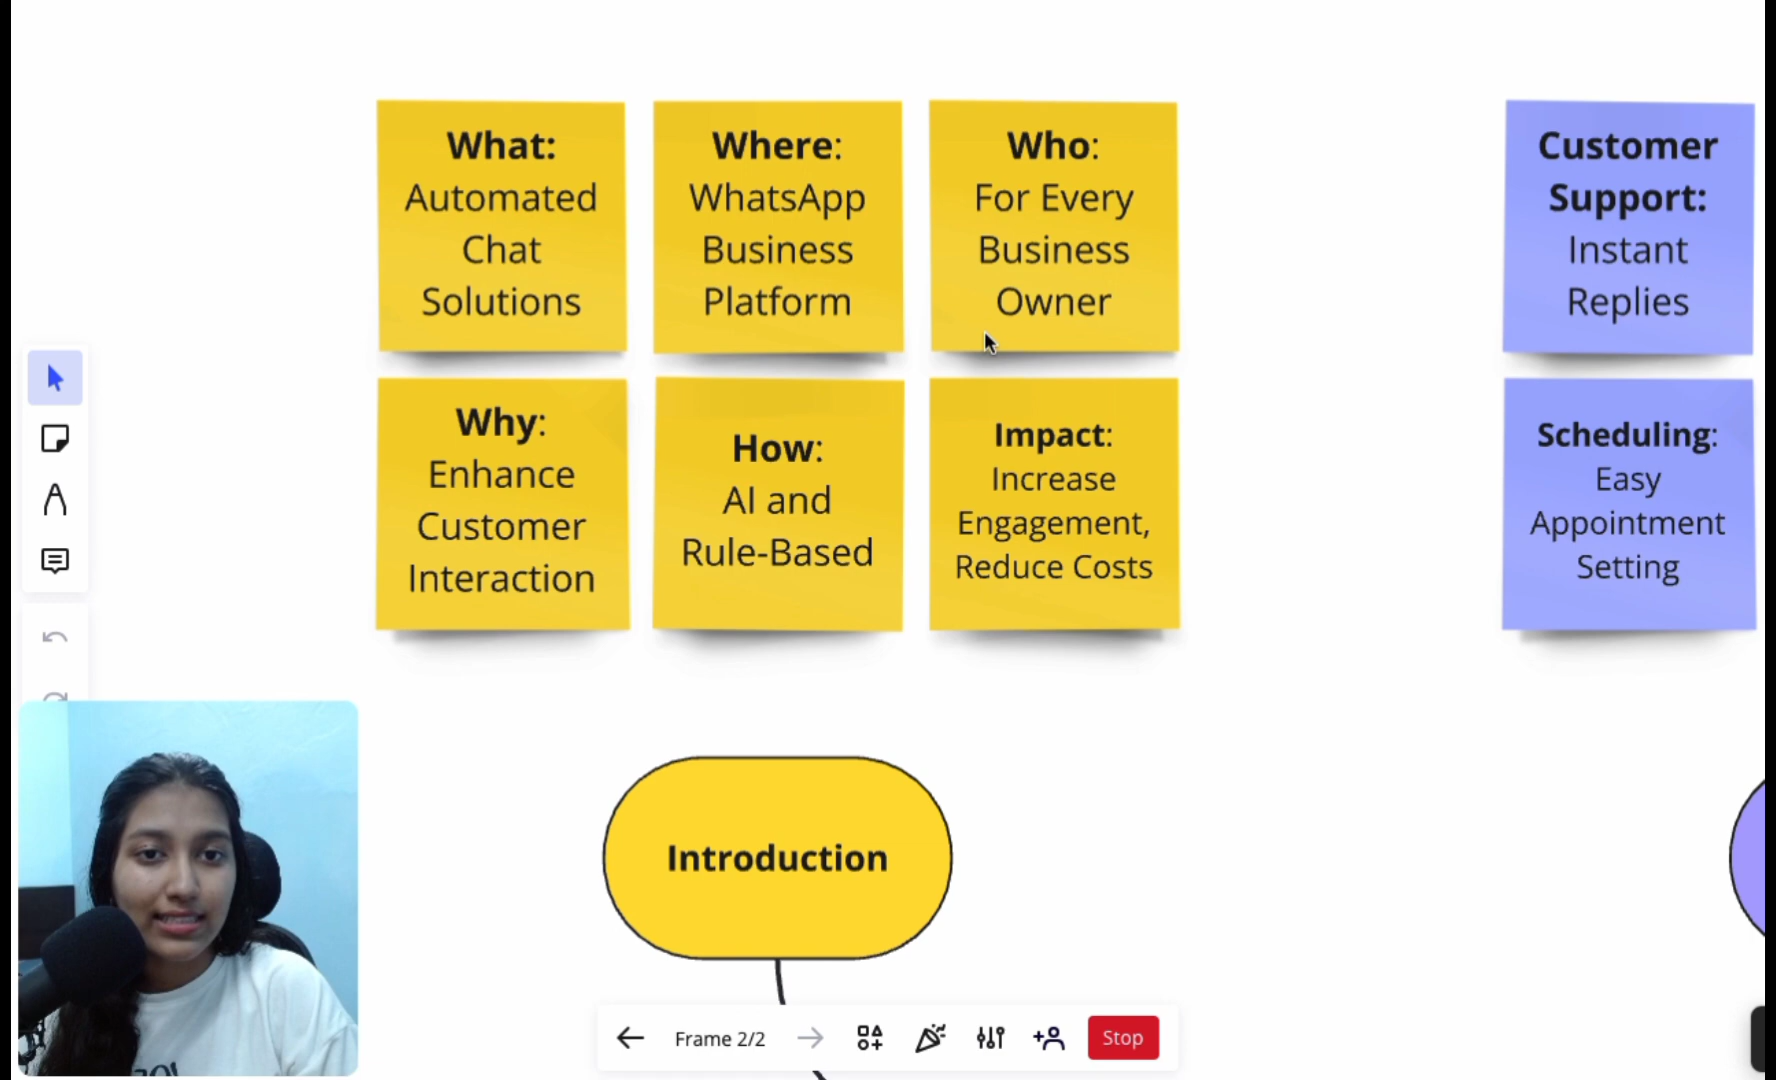 What:
Automated
Chat
Solutions
Where:
WhatsApp
Business
Platform
Who:
For Every
Business
Owner
Customer
Support:
Instant
Replies
Why:
Enhance
Customer
Interaction
How:
AI and
Rule-Based
Impact:
Increase
Engagement,
Reduce Costs
Scheduling:
Easy
Appointment
Setting
Introduction
Frame 2/2
Stop